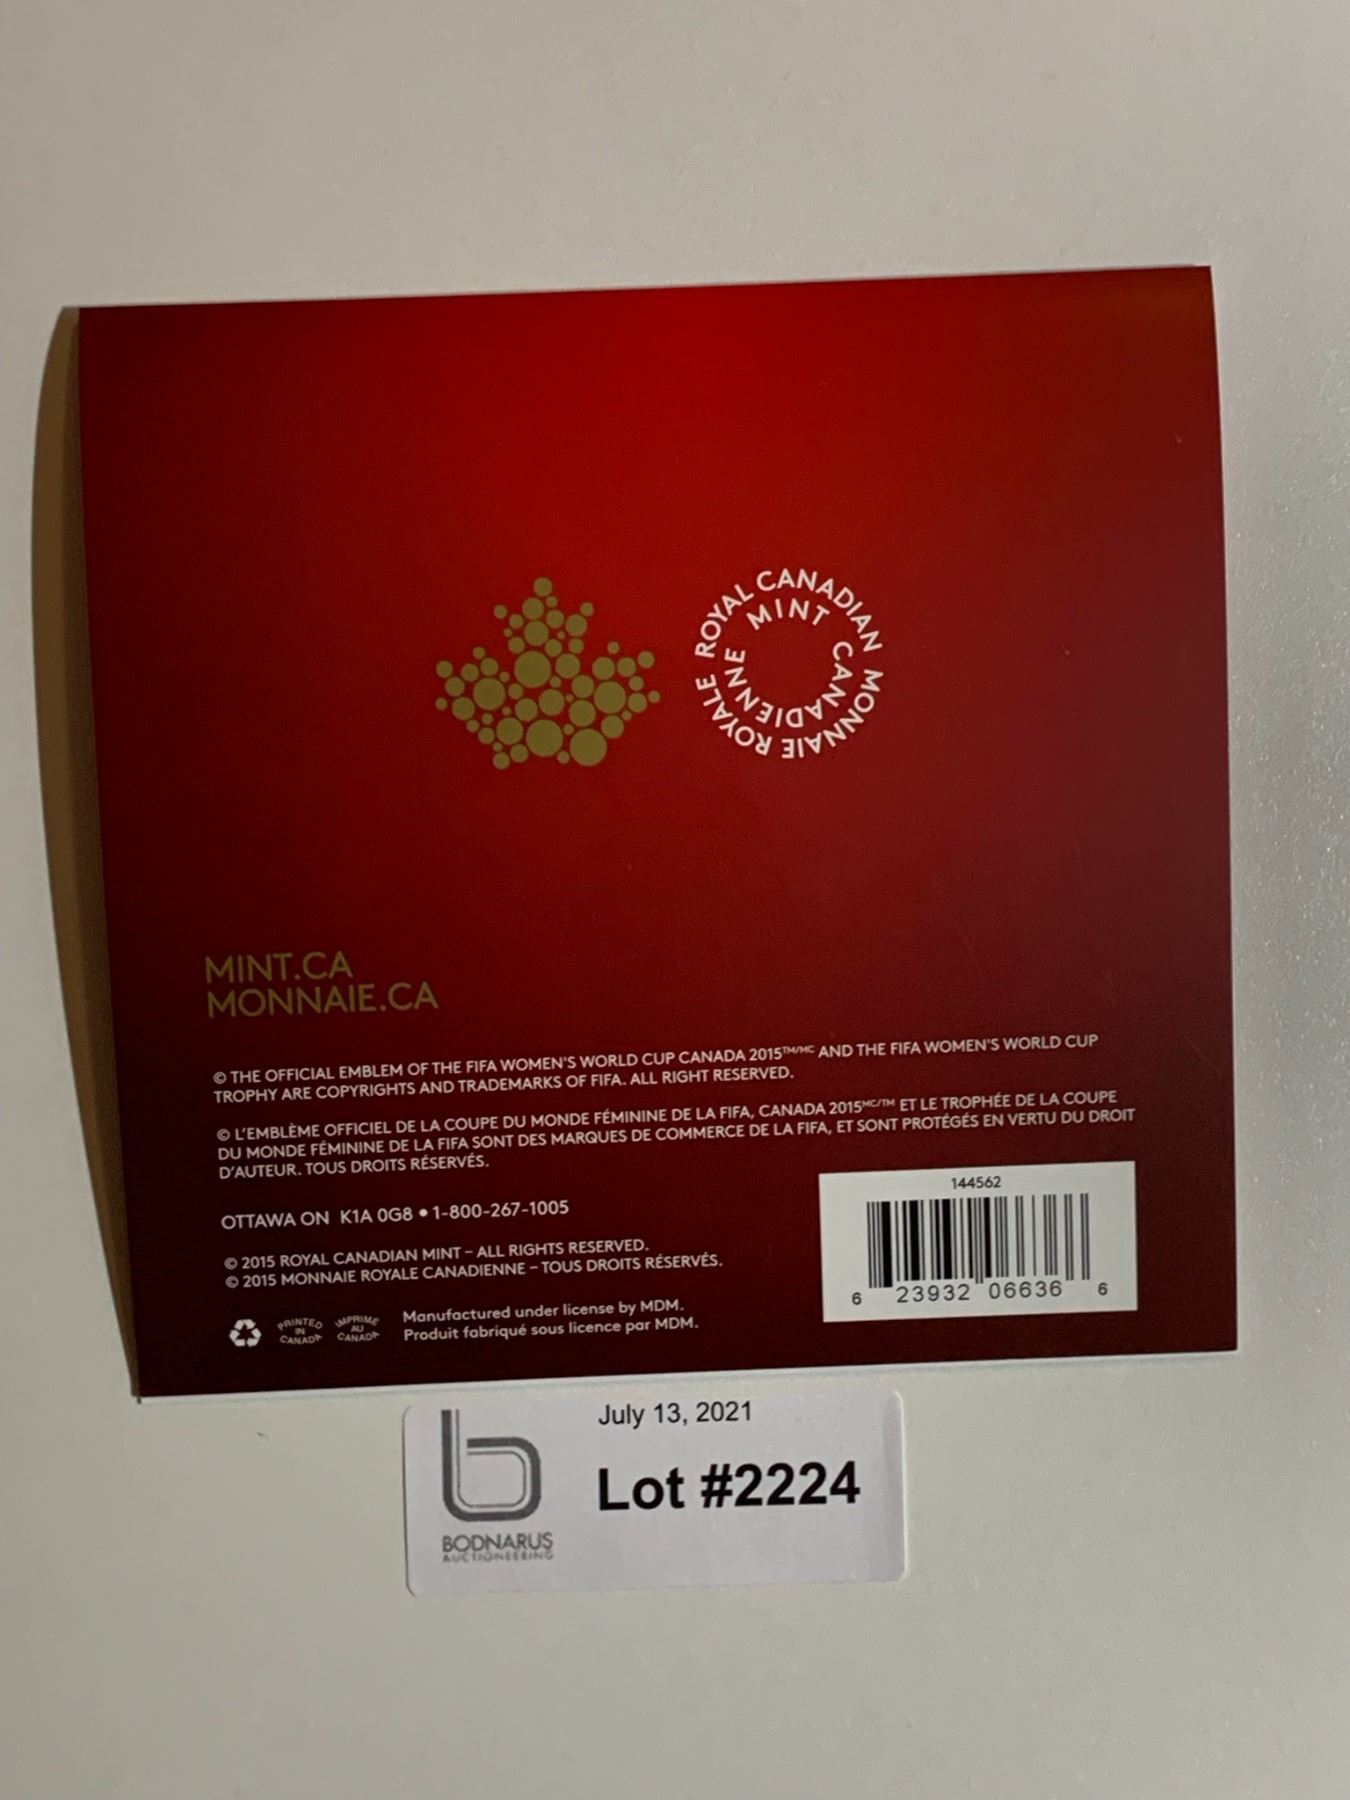 ROYAL CANADIAN MINT
MONNAIE ROYALE CANADIENNE
MINT.CA
MONNAIE.CA
© THE OFFICIAL EMBLEM OF THE FIFA WOMEN'S WORLD CUP CANADA 2015™/MC AND THE FIFA WOMEN'S WORLD CUP
TROPHY ARE COPYRIGHTS AND TRADEMARKS OF FIFA. ALL RIGHT RESERVED.
© L'EMBLÈME OFFICIEL DE LA COUPE DU MONDE FÉMININE DE LA FIFA, CANADA 2015MC/TM ET LE TROPHÉE DE LA COUPE
DU MONDE FÉMININE DE LA FIFA SONT DES MARQUES DE COMMERCE DE LA FIFA, ET SONT PROTÉGÉS EN VERTU DU DROIT
D'AUTEUR. TOUS DROITS RÉSERVÉS.
OTTAWA ON K1A 0G8 • 1-800-267-1005
© 2015 ROYAL CANADIAN MINT – ALL RIGHTS RESERVED.
© 2015 MONNAIE ROYALE CANADIENNE – TOUS DROITS RÉSERVÉS.
PRINTED IN CANADA
IMPRIMÉ AU CANADA
Manufactured under license by MDM.
Produit fabriqué sous licence par MDM.
144562
6 23932 06636 6
July 13, 2021
Lot #2224
BODNARUS
AUCTIONEERING